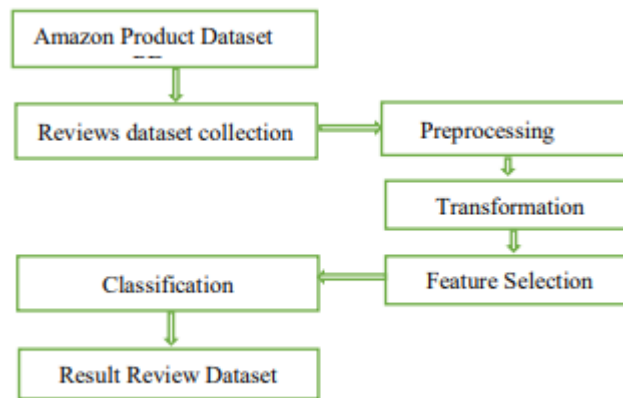 Amazon Product Dataset
Reviews dataset collection
Preprocessing
Transformation
Feature Selection
Classification
Result Review Dataset